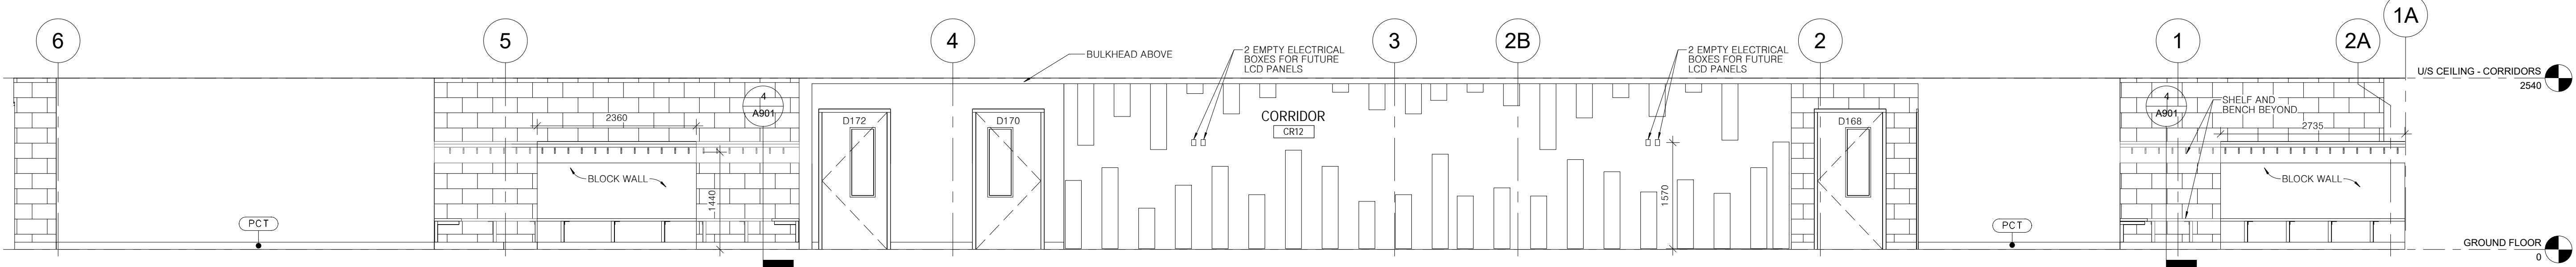 6
5
4
3
2B
2
1
2A
1A
BULKHEAD ABOVE
2 EMPTY ELECTRICAL
BOXES FOR FUTURE
LCD PANELS
2 EMPTY ELECTRICAL
BOXES FOR FUTURE
LCD PANELS
U/S CEILING - CORRIDORS
2540
4
A901
2360
D172
D170
CORRIDOR
CR12
D168
4
A901
SHELF AND
BENCH BEYOND
2735
BLOCK WALL
1440
1570
BLOCK WALL
PCT
PCT
GROUND FLOOR
0